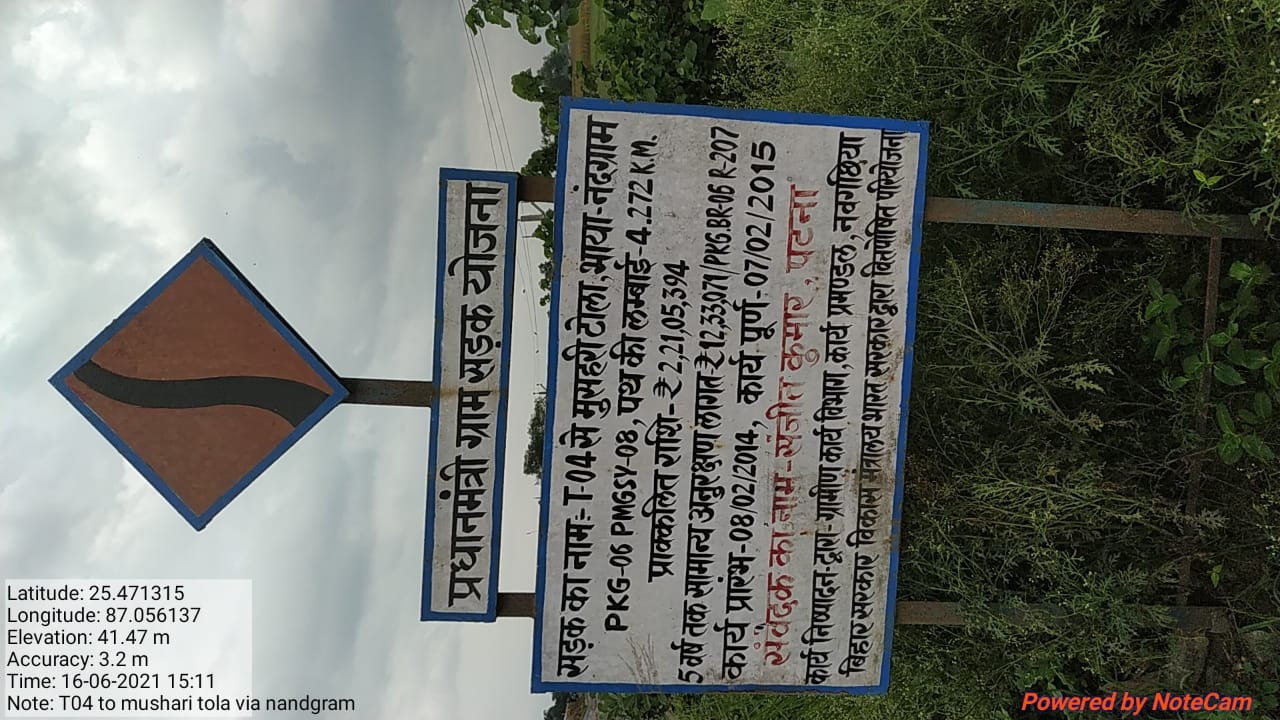 प्रधानमंत्री ग्राम सड़क योजना
सड़क का नाम:- T-04 से मुसहरी टोला, भाया-नंदग्राम
PKG-06 PMGSY-08, पथ की लम्बाई-4.272 K.M.
प्राक्कलित राशि-₹ 2,21,05,394
5 वर्ष तक सामान्य अनुरक्षण लागत ₹ 12,33,071/PKG.BR-06 R-207
कार्य प्रारंभ-08/02/2014, कार्य पूर्ण-07/02/2015
संवेदक का नाम-संजीत कुमार, पटना
कार्य निष्पादन-द्वारा-ग्रामीण कार्य विभाग, कार्य प्रमण्डल, नवगछिया
बिहार सरकार विकास मंत्रालय भारत सरकार द्वारा वित्तपोषित परियोजना
Latitude: 25.471315
Longitude: 87.056137
Elevation: 41.47 m
Accuracy: 3.2 m
Time: 16-06-2021 15:11
Note: T04 to mushari tola via nandgram
Powered by NoteCam